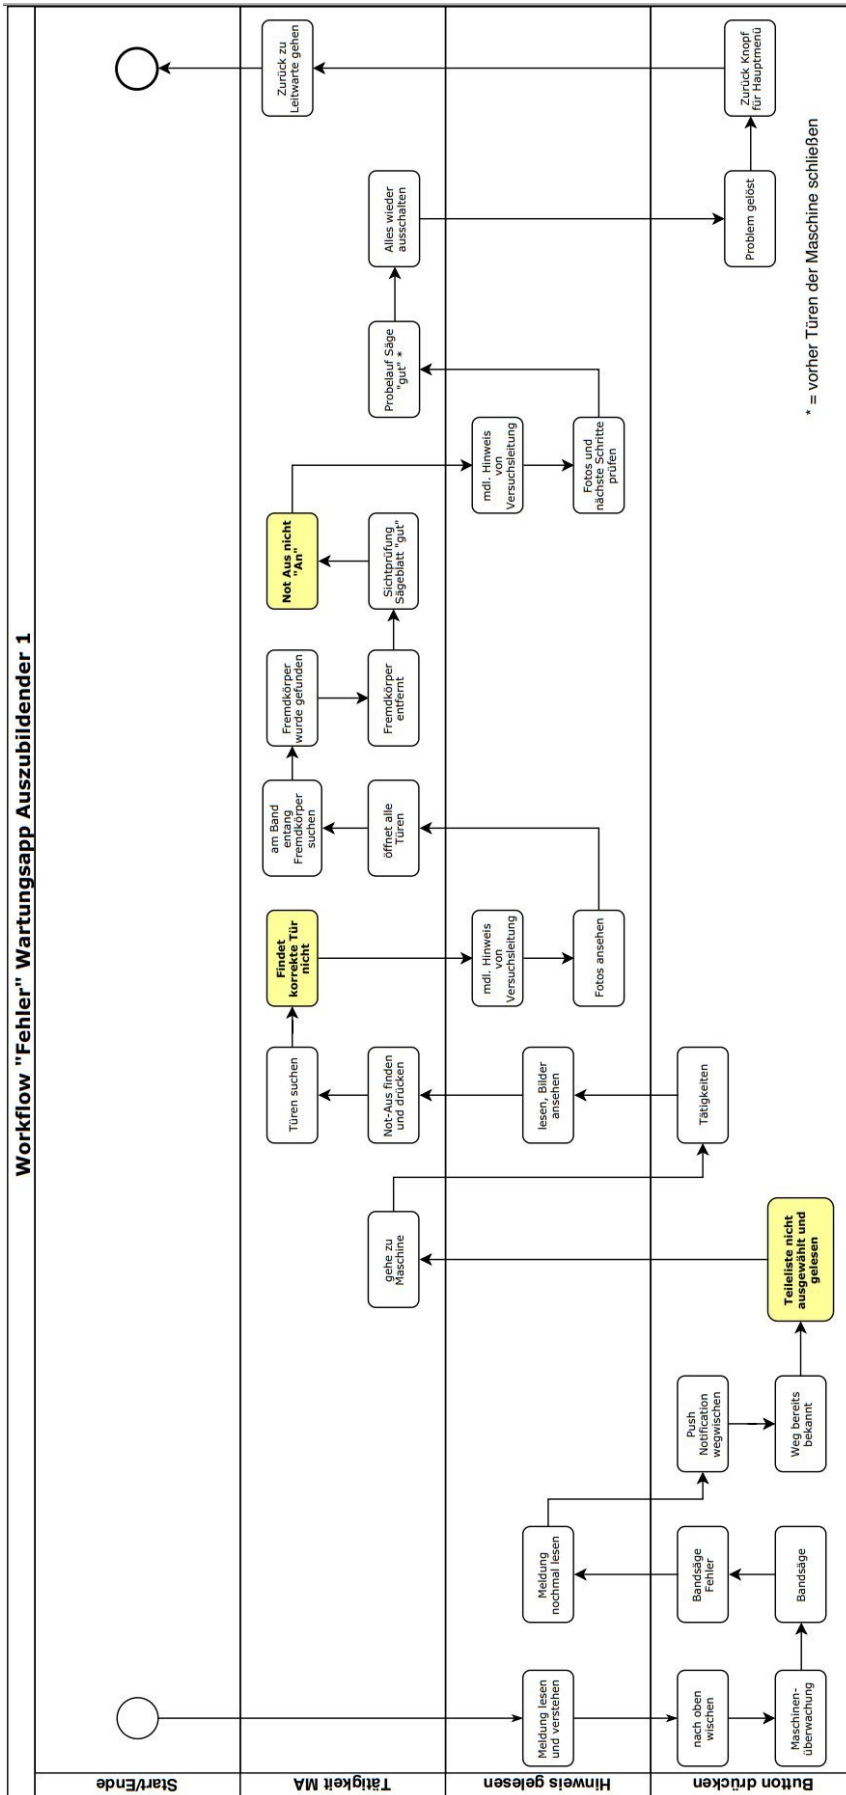 Workflow "Fehler" Wartungsapp Auszubildender 1
Start/Ende
Tätigkeit MA
Hinweis gelesen
Button drücken
Meldung lesen
und verstehen
nach oben
wischen
Maschinen-
überwachung
Bandsäge
Bandsäge
Fehler
Meldung
nochmal lesen
Push
Notification
wegwischen
Weg bereits
bekannt
Teileliste nicht
ausgewählt und
gelesen
gehe zu
Maschine
Tätigkeiten
lesen, Bilder
ansehen
Not-Aus finden
und drücken
Türen suchen
Findet
korrekte Tür
nicht
mdl. Hinweis
von
Versuchsleitung
Fotos ansehen
öffnet alle
Türen
am Band
entang
Fremdkörper
suchen
Fremdkörper
wurde gefunden
Fremdkörper
entfernt
Sichtprüfung
Sägeblatt "gut"
Not Aus nicht
"An"
mdl. Hinweis
von
Versuchsleitung
Fotos und
nächste Schritte
prüfen
Probelauf Säge
"gut" *
Alles wieder
ausschalten
Problem gelöst
Zurück Knopf
für Hauptmenü
Zurück zu
Leitwarte gehen
* = vorher Türen der Maschine schließen